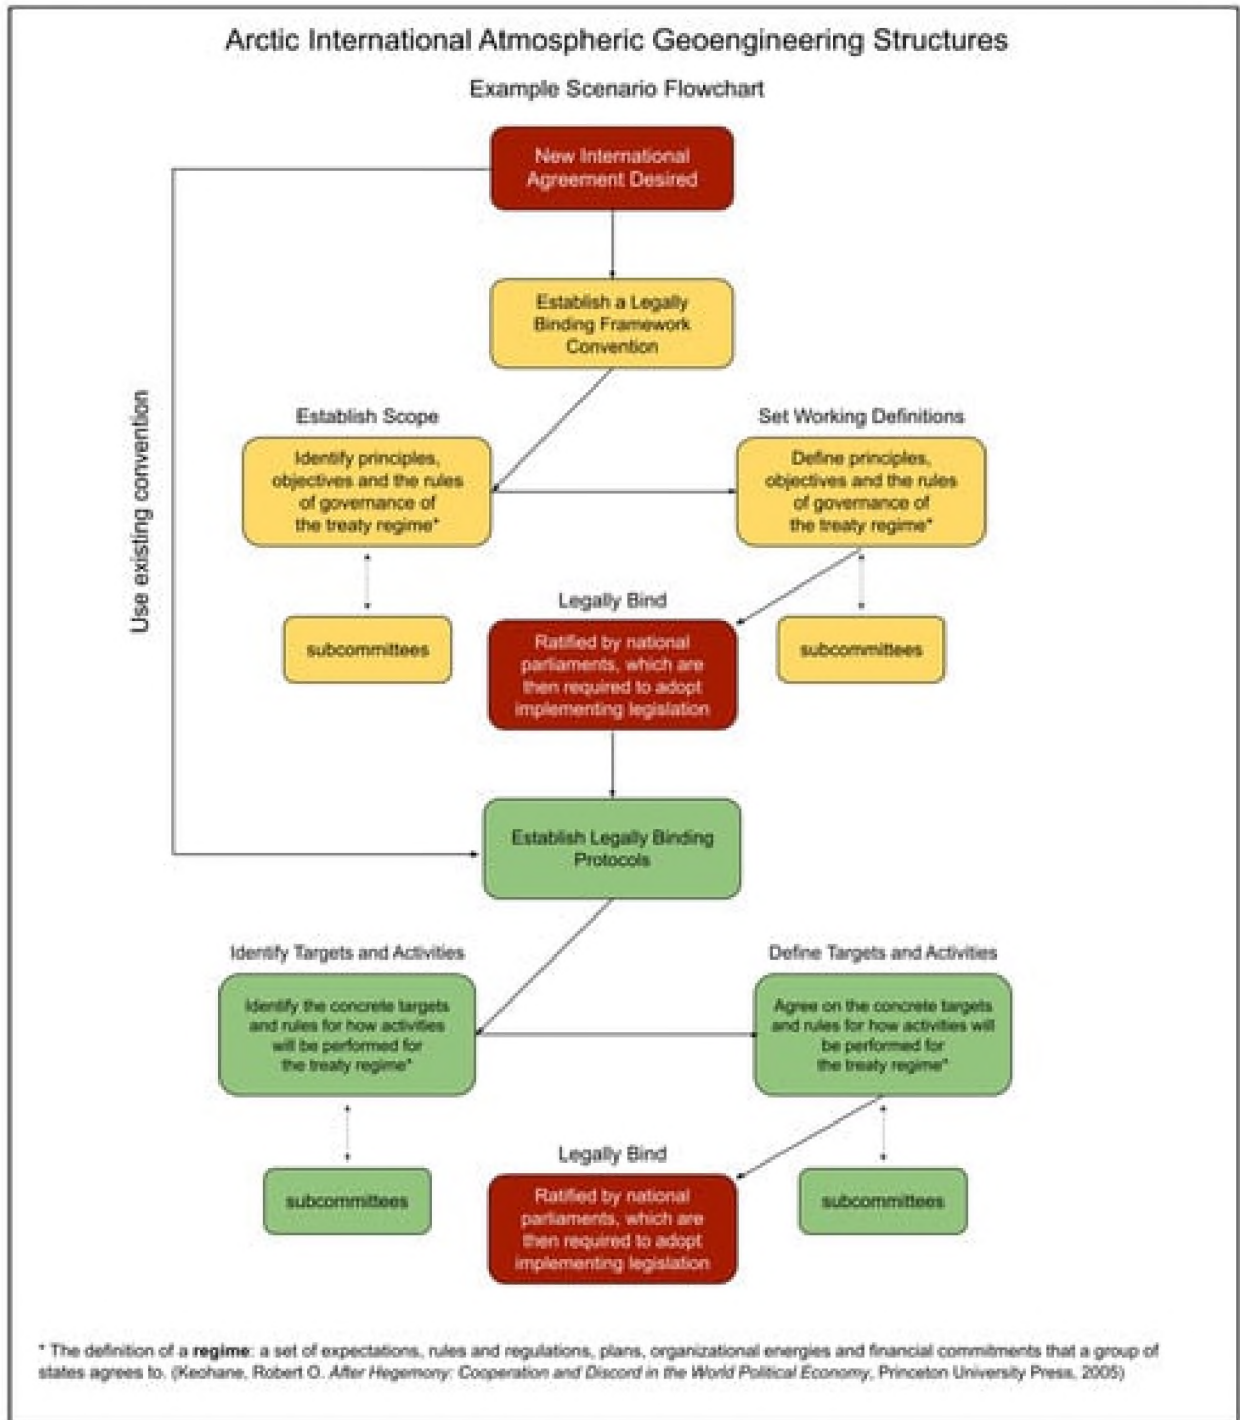 Arctic International Atmospheric Geoengineering Structures
Example Scenario Flowchart
New International
Agreement Desired
Establish a Legally
Binding Framework
Convention
Use existing convention
Establish Scope
Identify principles,
objectives and the rules
of governance of
the treaty regime*
Set Working Definitions
Define principles,
objectives and the rules
of governance of
the treaty regime*
subcommittees
Legally Bind
Ratified by national
parliaments, which are
then required to adopt
implementing legislation
subcommittees
Establish Legally Binding
Protocols
Identify Targets and Activities
Identify the concrete targets
and rules for how activities
will be performed for
the treaty regime*
Define Targets and Activities
Agree on the concrete targets
and rules for how activities will
be performed for
the treaty regime*
subcommittees
Legally Bind
Ratified by national
parliaments, which are
then required to adopt
implementing legislation
subcommittees
* The definition of a regime: a set of expectations, rules and regulations, plans, organizational energies and financial commitments that a group of
states agrees to. (Keohane, Robert O. After Hegemony: Cooperation and Discord in the World Political Economy, Princeton University Press, 2005)